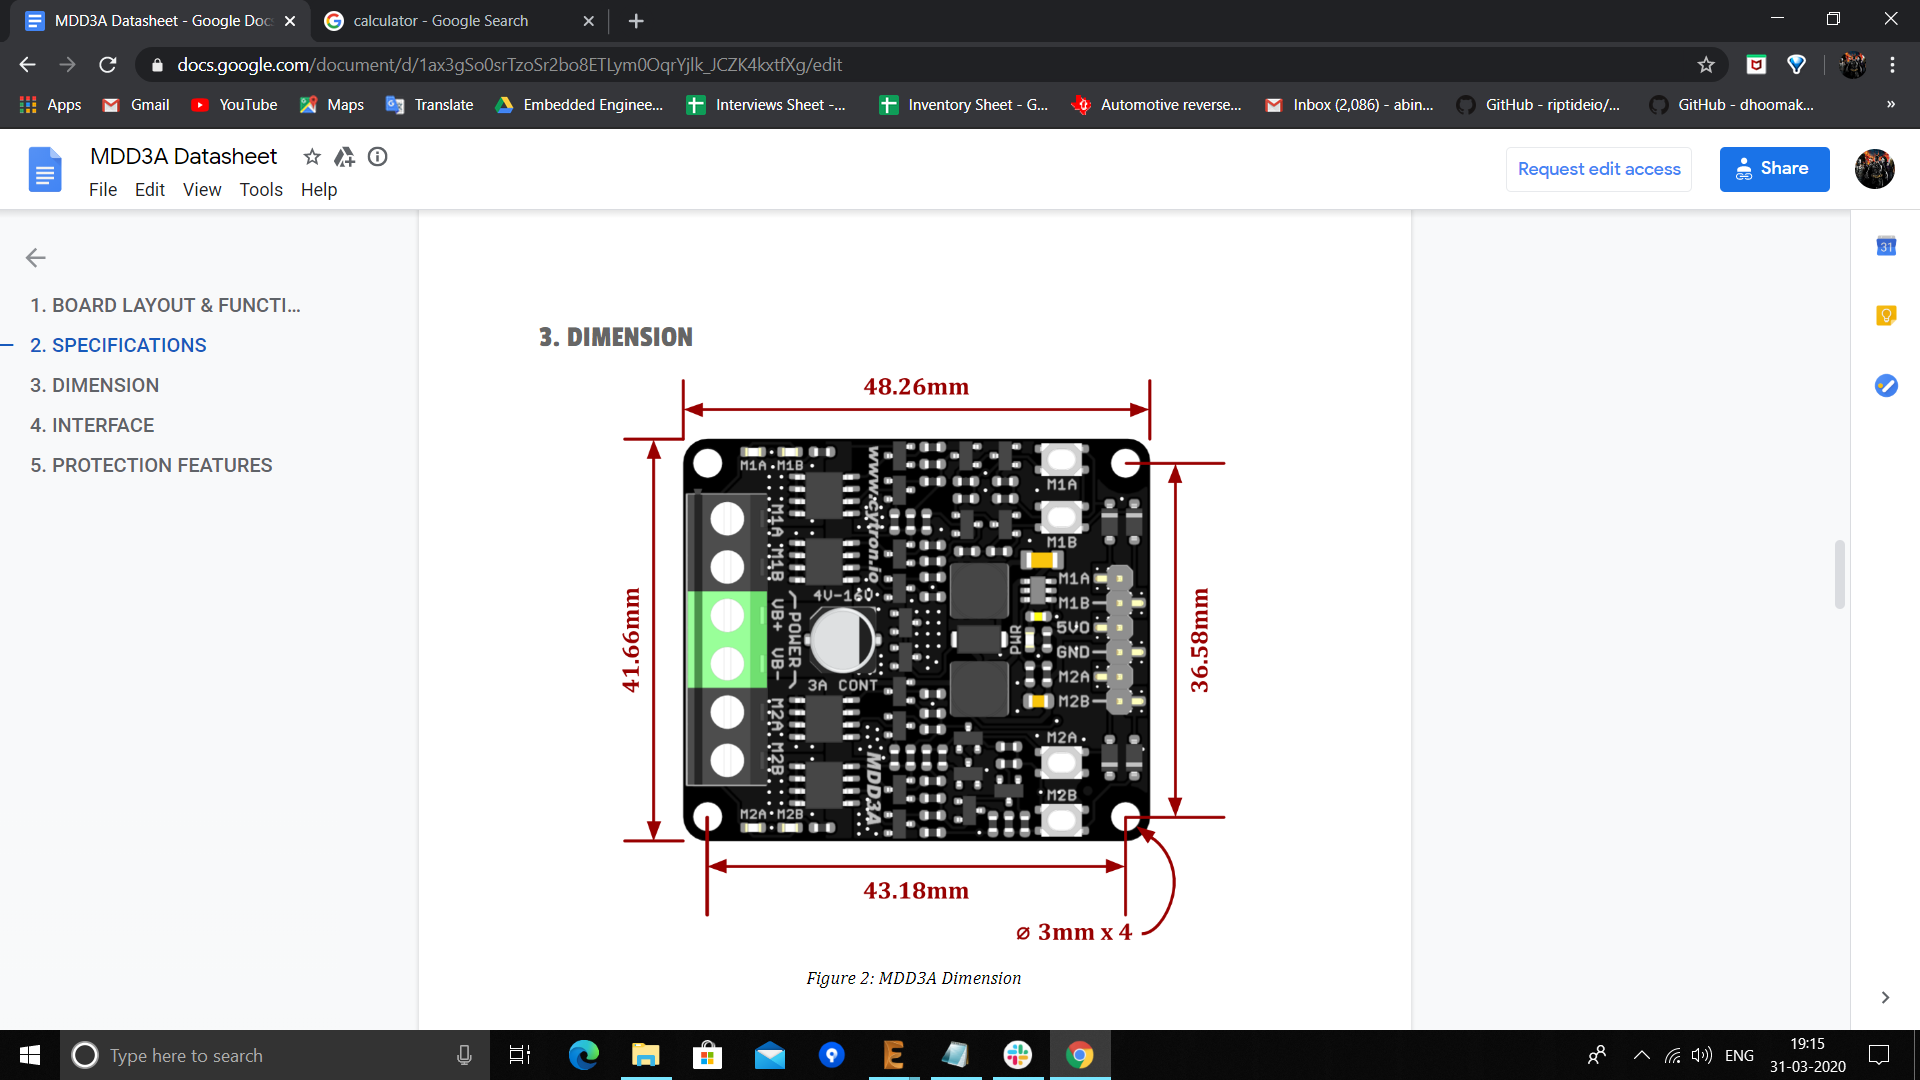 MDD3A Datasheet - Google Doc
calculator - Google Search
docs.google.com/document/d/1ax3gSo0srTzoSr2bo8ETLym0OqrYjlk_JCZK4kxtfXg/edit
Apps
Gmail
YouTube
Maps
Translate
Embedded Enginee...
Interviews Sheet -...
Inventory Sheet - G...
Automotive reverse...
Inbox (2,086) - abin...
GitHub - riptideio/...
GitHub - dhoomak...
»
MDD3A Datasheet
File Edit View Tools Help
Request edit access
Share
31
1. BOARD LAYOUT & FUNCTI...
2. SPECIFICATIONS
3. DIMENSION
4. INTERFACE
5. PROTECTION FEATURES
3. DIMENSION
48.26mm
41.66mm
36.58mm
43.18mm
⌀ 3mm x 4
M1A M1B
www.cytron.io
M1A
M1B
M1A
M1B
VB+
VB-
POWER
M2A
M2B
4V-16V
3A CONT
PWR
M1A
M1B
5VO
GND
M2A
M2B
M2A
M2B
MDD3A
M2A M2B
Figure 2: MDD3A Dimension
Type here to search
ENG
19:15
31-03-2020